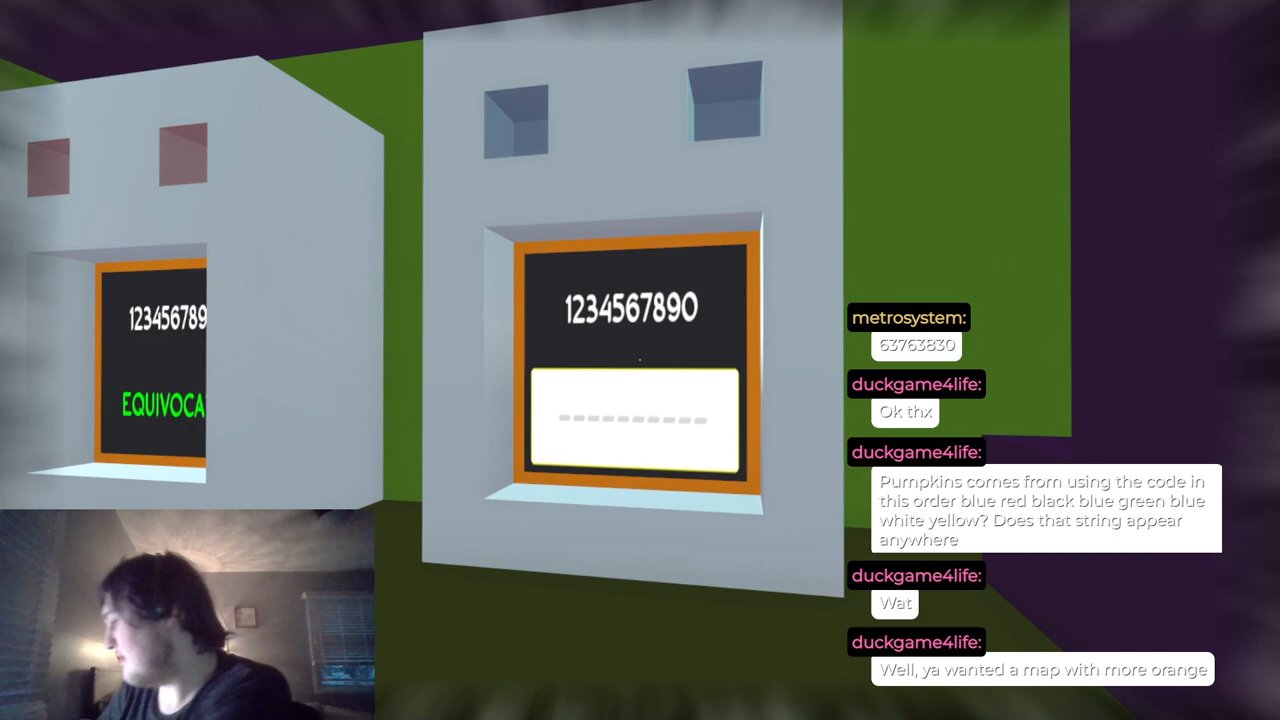 123456789
EQUIVOCA
1234567890
metrosystem:
63763830
duckgame4life:
Ok thx
duckgame4life:
Pumpkins comes from using the code in
this order blue red black blue green blue
white yellow? Does that string appear
anywhere
duckgame4life:
Wat
duckgame4life:
Well, ya wanted a map with more orange